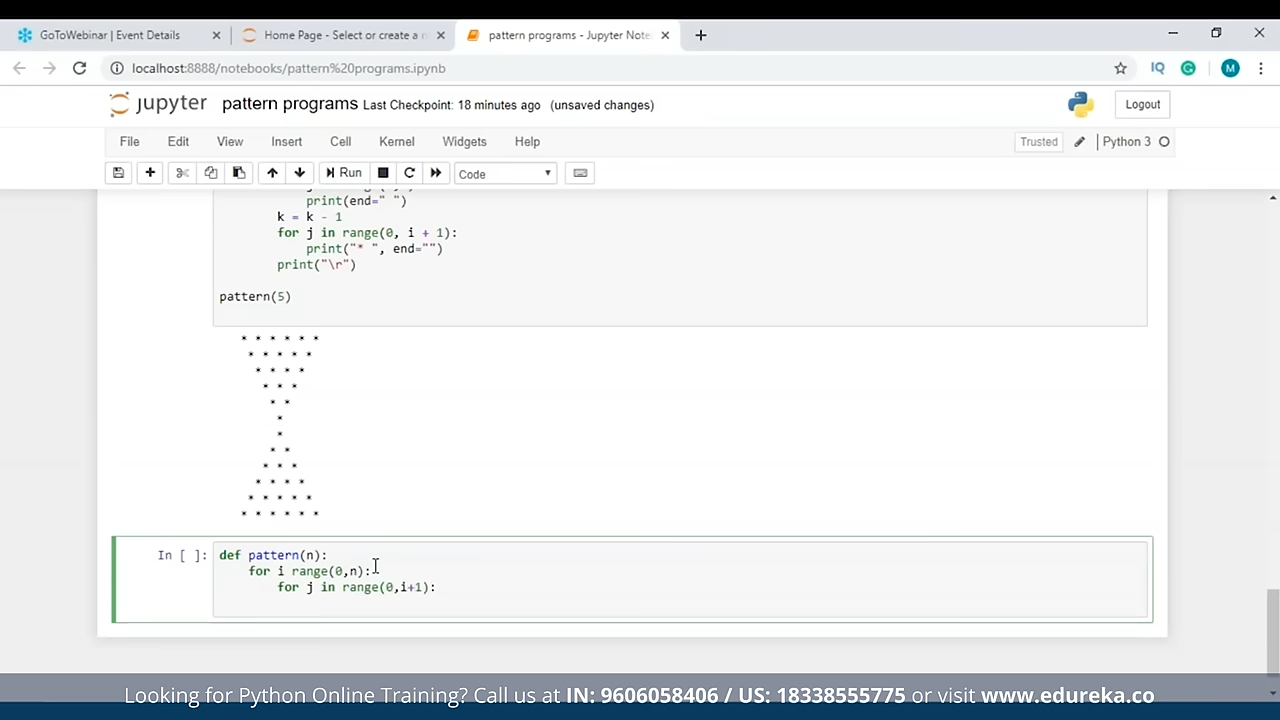 GoToWebinar | Event Details
Home Page - Select or create a n
pattern programs - Jupyter Note
localhost:8888/notebooks/pattern%20programs.ipynb
IQ
M
jupyter pattern programs Last Checkpoint: 18 minutes ago (unsaved changes)
Logout
File Edit View Insert Cell Kernel Widgets Help
Trusted
Python 3
Run
Code
print(end=" ")
k = k - 1
for j in range(0, i + 1):
print("* ", end="")
print("\r")
pattern(5)
* * * * * *
* * * * *
* * * *
* * *
* *
*
*
* *
* * *
* * * *
* * * * *
* * * * * *
In [ ]: def pattern(n):
for i range(0,n):
for j in range(0,i+1):
Looking for Python Online Training? Call us at IN: 9606058406 / US: 18338555775 or visit www.edureka.co